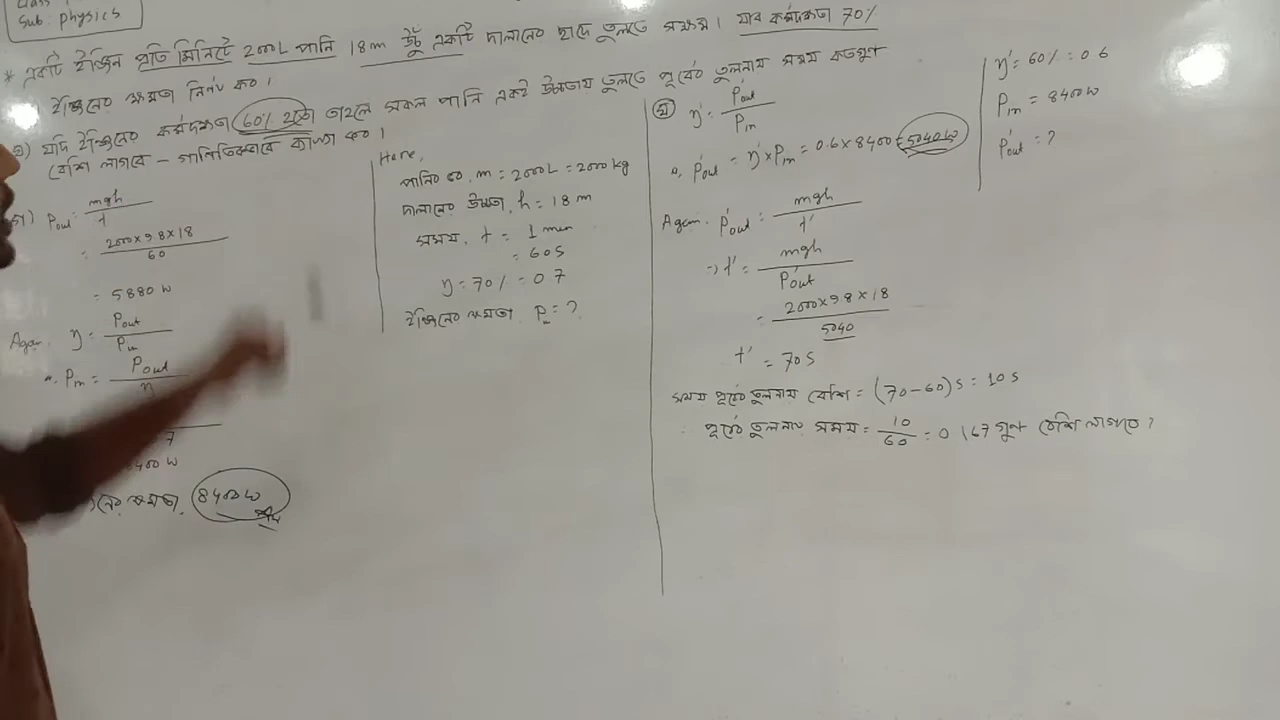 Sub: physics
* একটি ইঞ্জিন প্রতি মিনিটে 2000L পানি 18m উঁচু একটি দালানের ছাদে তুলতে সক্ষম। যার কর্মদক্ষতা 70%
ইঞ্জিনের ক্ষমতা নির্ণয় কর।
যদি ইঞ্জিনের কর্মদক্ষতা 60% হতো তাহলে সকল পানি একই উচ্চতায় তুলতে পূর্বের তুলনায় সময় কতগুণ
বেশি লাগবে – গানিতিকভাবে ব্যাখ্যা কর।
গ) Pout = mgh / t
= 2000×9.8×18 / 60
= 5880 W
Again, η = Pout / Pin
∴ Pin = Pout / η
7
8400 W
ক্ষমতা, 8400 W
Here,
পানির ভর, m = 2000L = 2000 kg
দালানের উচ্চতা, h = 18 m
সময়, t = 1 min
= 60s
η = 70% = 0.7
ইঞ্জিনের ক্ষমতা, Pin = ?
ঘ) η' = P'out / Pin
∴ P'out = η' × Pin = 0.6 × 8400 = 5040 W
Again, P'out = mgh / t'
⇒ t' = mgh / P'out
= 2000×9.8×18 / 5040
t' = 70s
সময় পূর্বের তুলনায় বেশি = (70-60)s = 10s
∴ পূর্বের তুলনায় সময় = 10 / 60 = 0.167 গুণ বেশি লাগবে।
η' = 60% = 0.6
Pin = 8400 W
P'out = ?